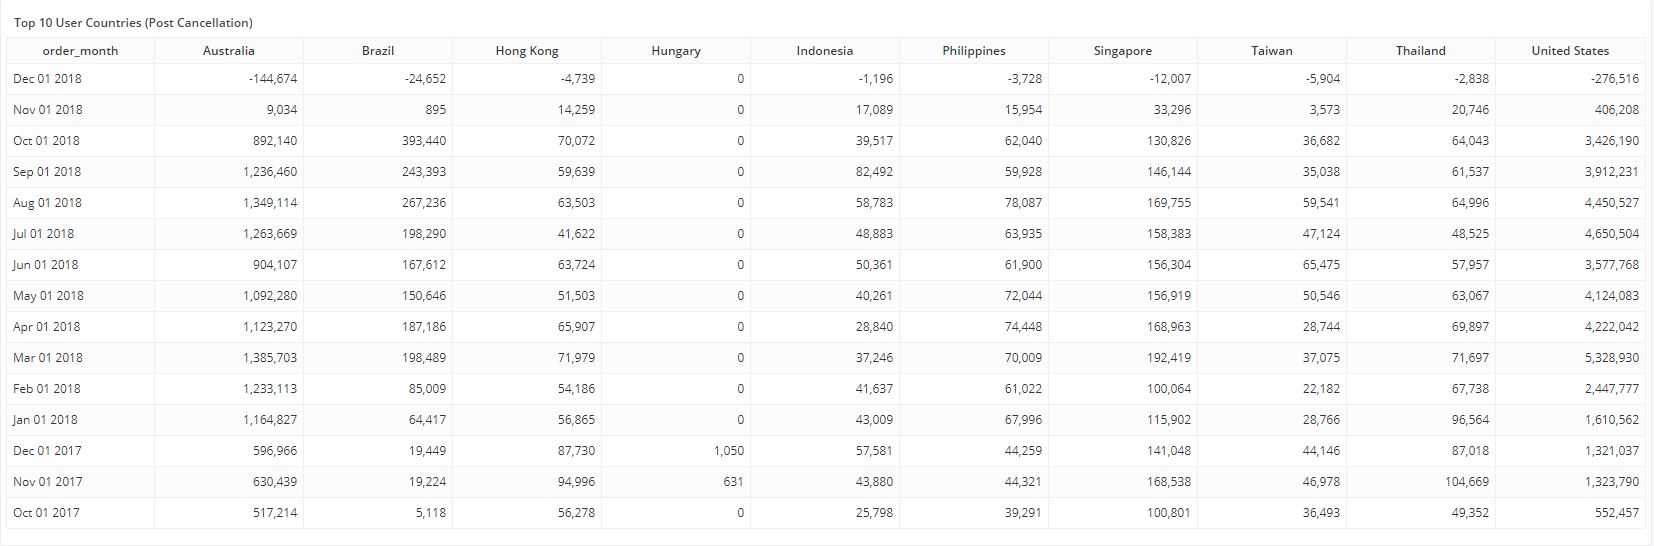 Top 10 User Countries (Post Cancellation)
order_month Australia Brazil Hong Kong Hungary Indonesia Philippines Singapore Taiwan Thailand United States
Dec 01 2018 -144,674 -24,652 -4,739 0 -1,196 -3,728 -12,007 -5,904 -2,838 -276,516
Nov 01 2018 9,034 895 14,259 0 17,089 15,954 33,296 3,573 20,746 406,208
Oct 01 2018 892,140 393,440 70,072 0 39,517 62,040 130,826 36,682 64,043 3,426,190
Sep 01 2018 1,236,460 243,393 59,639 0 82,492 59,928 146,144 35,038 61,537 3,912,231
Aug 01 2018 1,349,114 267,236 63,503 0 58,783 78,087 169,755 59,541 64,996 4,450,527
Jul 01 2018 1,263,669 198,290 41,622 0 48,883 63,935 158,383 47,124 48,525 4,650,504
Jun 01 2018 904,107 167,612 63,724 0 50,361 61,900 156,304 65,475 57,957 3,577,768
May 01 2018 1,092,280 150,646 51,503 0 40,261 72,044 156,919 50,546 63,067 4,124,083
Apr 01 2018 1,123,270 187,186 65,907 0 28,840 74,448 168,963 28,744 69,897 4,222,042
Mar 01 2018 1,385,703 198,489 71,979 0 37,246 70,009 192,419 37,075 71,697 5,328,930
Feb 01 2018 1,233,113 85,009 54,186 0 41,637 61,022 100,064 22,182 67,738 2,447,777
Jan 01 2018 1,164,827 64,417 56,865 0 43,009 67,996 115,902 28,766 96,564 1,610,562
Dec 01 2017 596,966 19,449 87,730 1,050 57,581 44,259 141,048 44,146 87,018 1,321,037
Nov 01 2017 630,439 19,224 94,996 631 43,880 44,321 168,538 46,978 104,669 1,323,790
Oct 01 2017 517,214 5,118 56,278 0 25,798 39,291 100,801 36,493 49,352 552,457